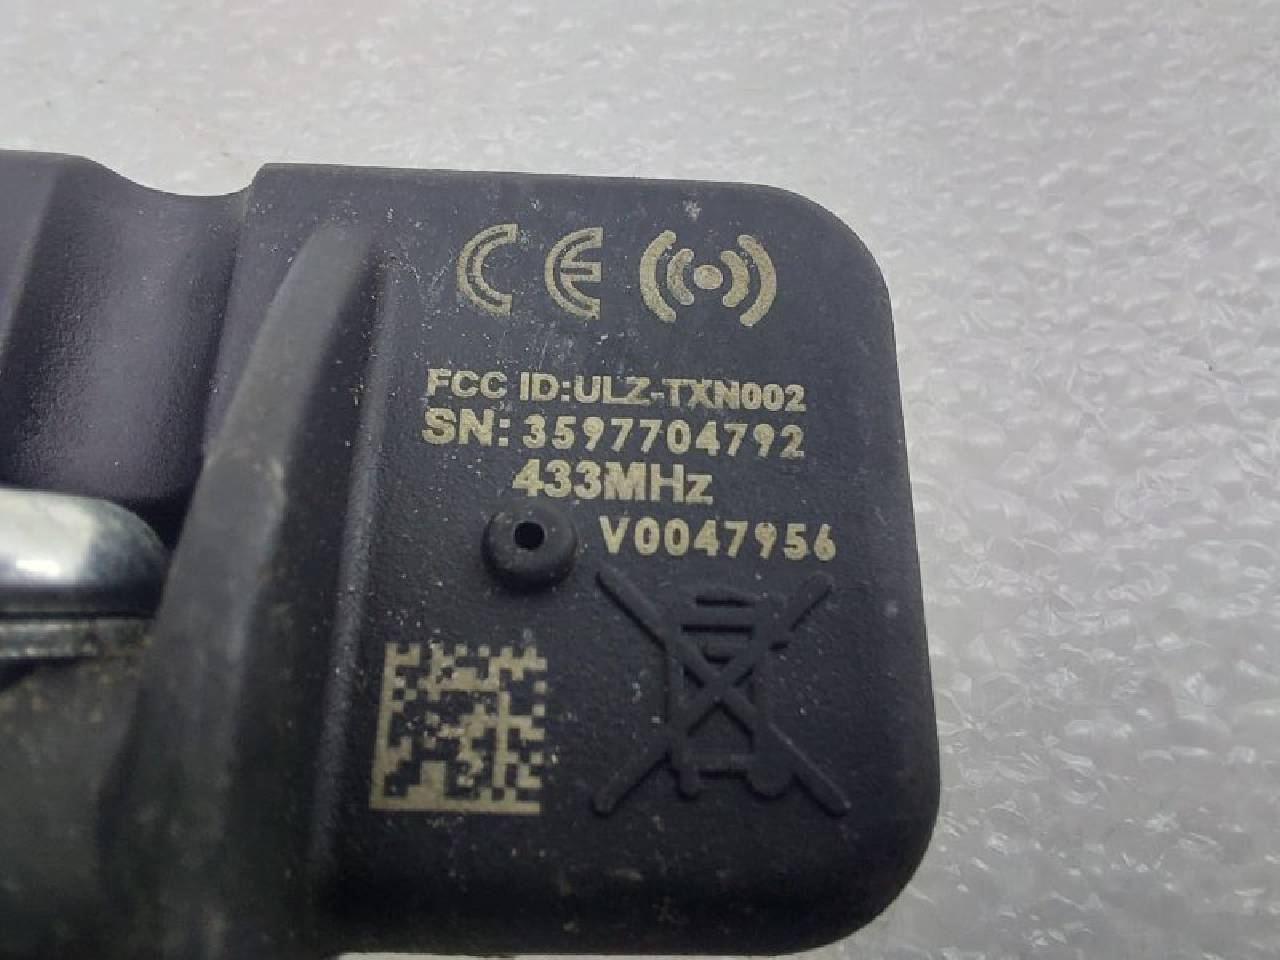 CE
FCC ID:ULZ-TXN002
SN: 3597704792
433MHz
V0047956